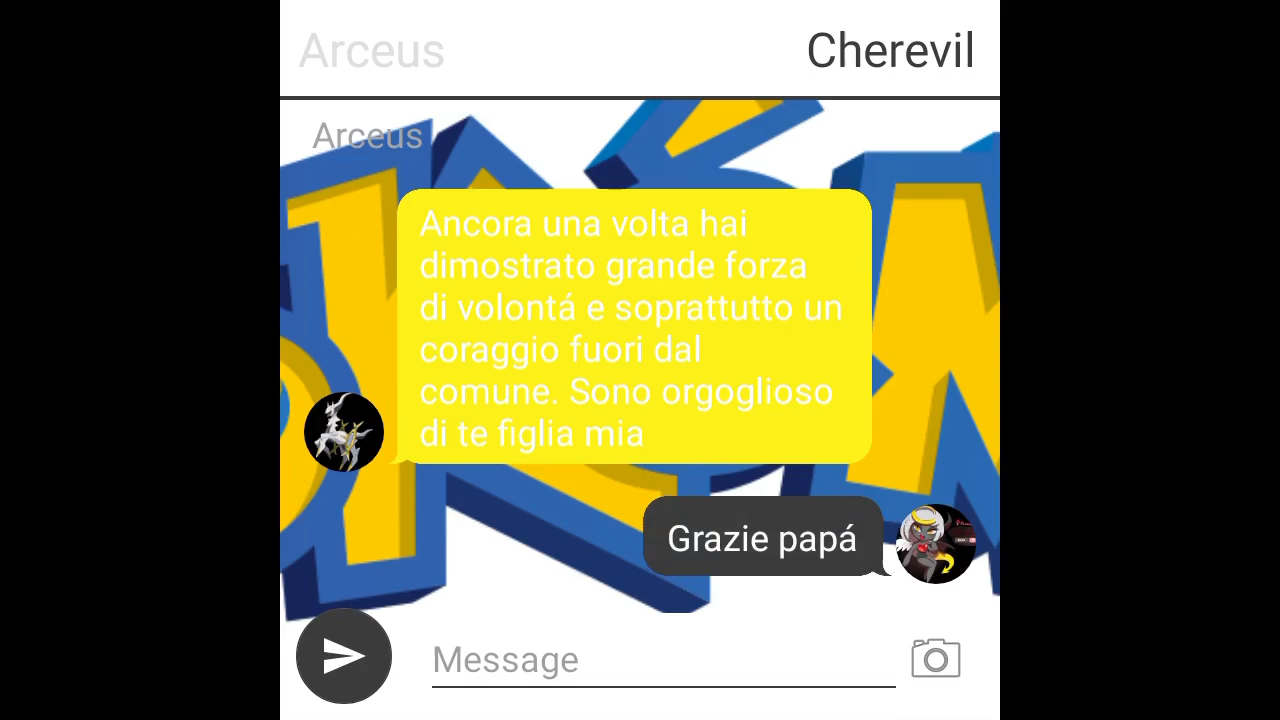 Arceus Cherevil
Arceus
Ancora una volta hai
dimostrato grande forza
di volontá e soprattutto un
coraggio fuori dal
comune. Sono orgoglioso
di te figlia mia
Grazie papá
Message